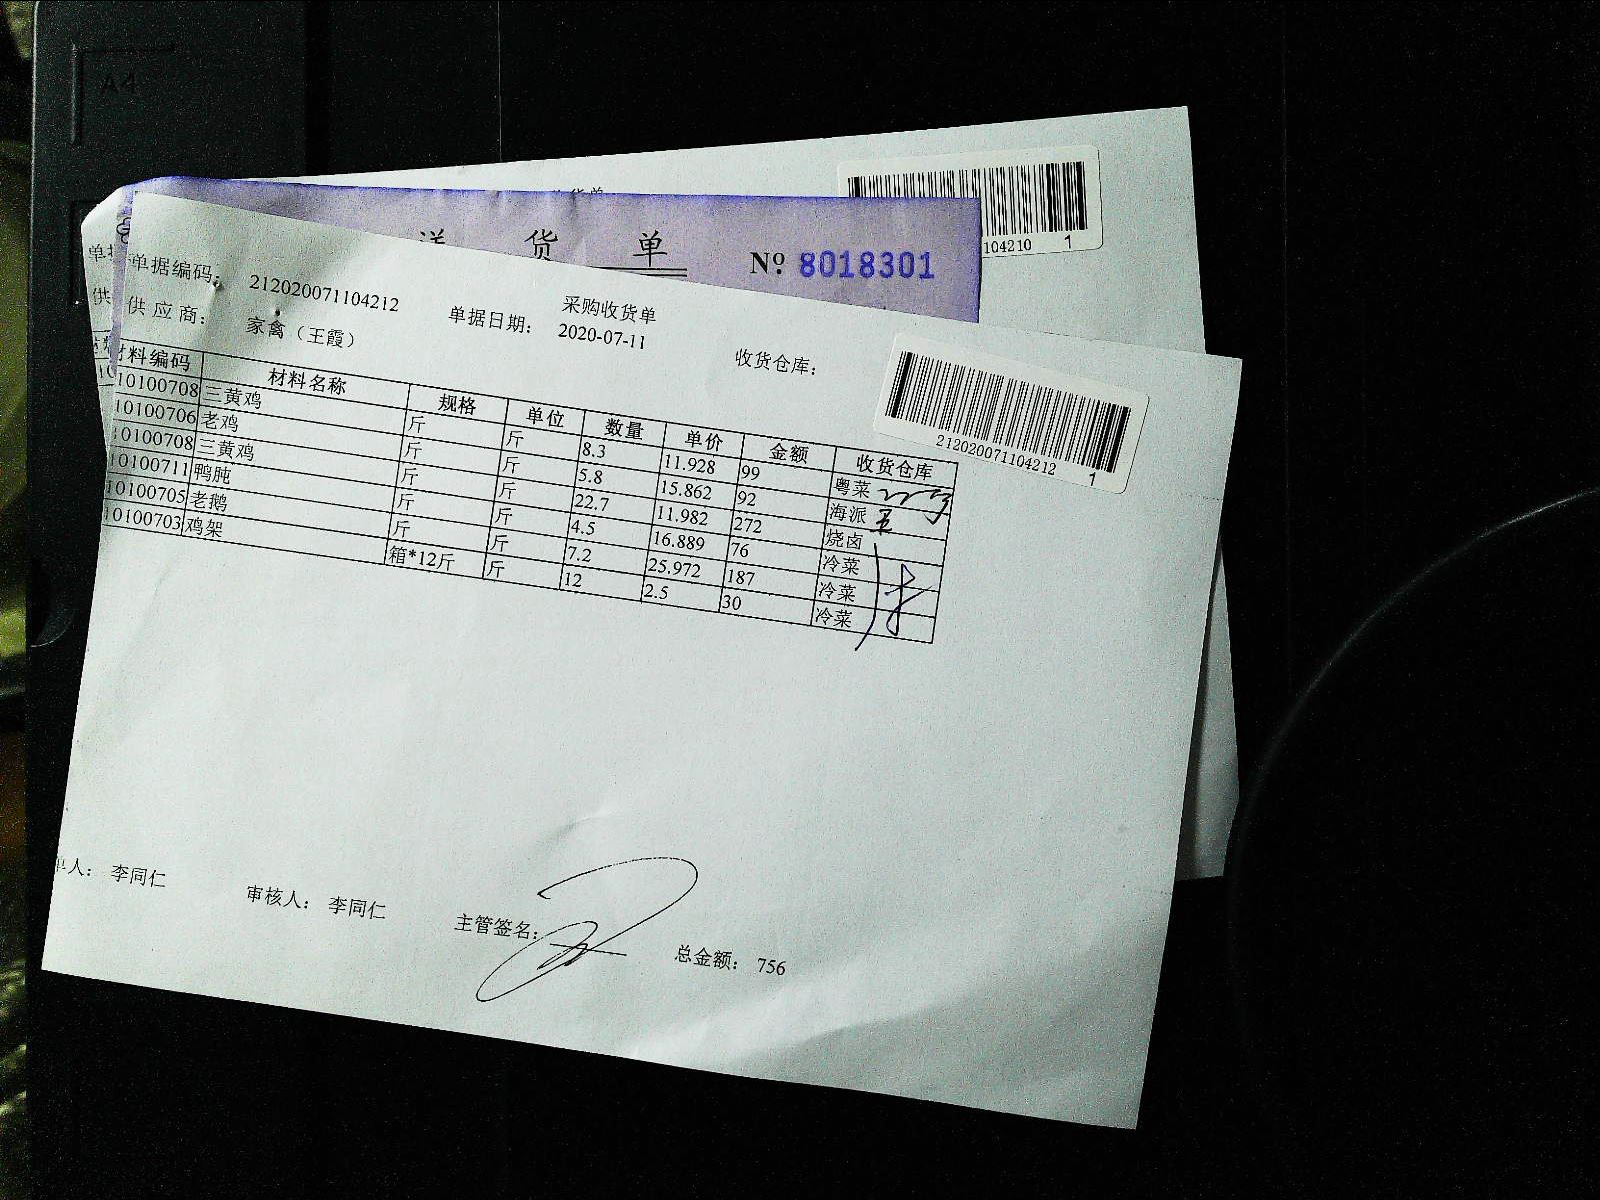 A4
货单
送 货 单
№ 8018301
104210 1
单据编码: 212020071104212
采购收货单
供应商: 家禽（王霞） 单据日期: 2020-07-11 收货仓库:
212020071104212 1
材料编码 材料名称 规格 单位 数量 单价 金额 收货仓库
10100708 三黄鸡 斤 斤 8.3 11.928 99 粤菜
10100706 老鸡 斤 斤 5.8 15.862 92 海派
10100708 三黄鸡 斤 斤 22.7 11.982 272 烧卤
10100711 鸭肫 斤 斤 4.5 16.889 76 冷菜
10100705 老鹅 斤 斤 7.2 25.972 187 冷菜
10100703 鸡架 箱*12斤 斤 12 2.5 30 冷菜
单人: 李同仁 审核人: 李同仁 主管签名: 总金额: 756